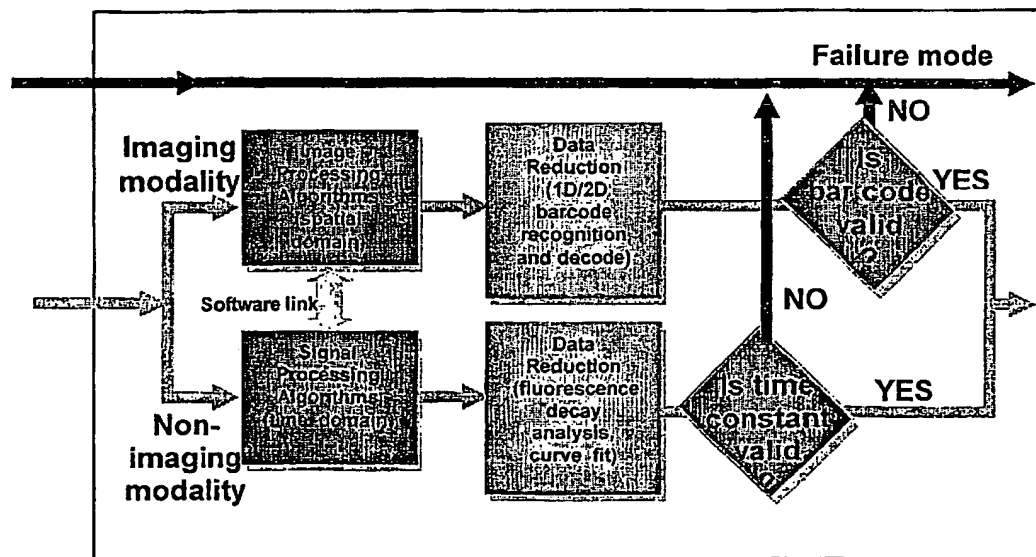 Failure mode
NO
Imaging
modality
Image
Processing
Algorithms
(spatial
domain)
Data
Reduction
(1D/2D
barcode
recognition
and decode)
Is
bar code
valid
?
YES
Software link
NO
Signal
Processing
Algorithms
(time domain)
Data
Reduction
(fluorescence
decay
analysis
curve fit)
Is time
constant
valid
?
YES
Non-
imaging
modality